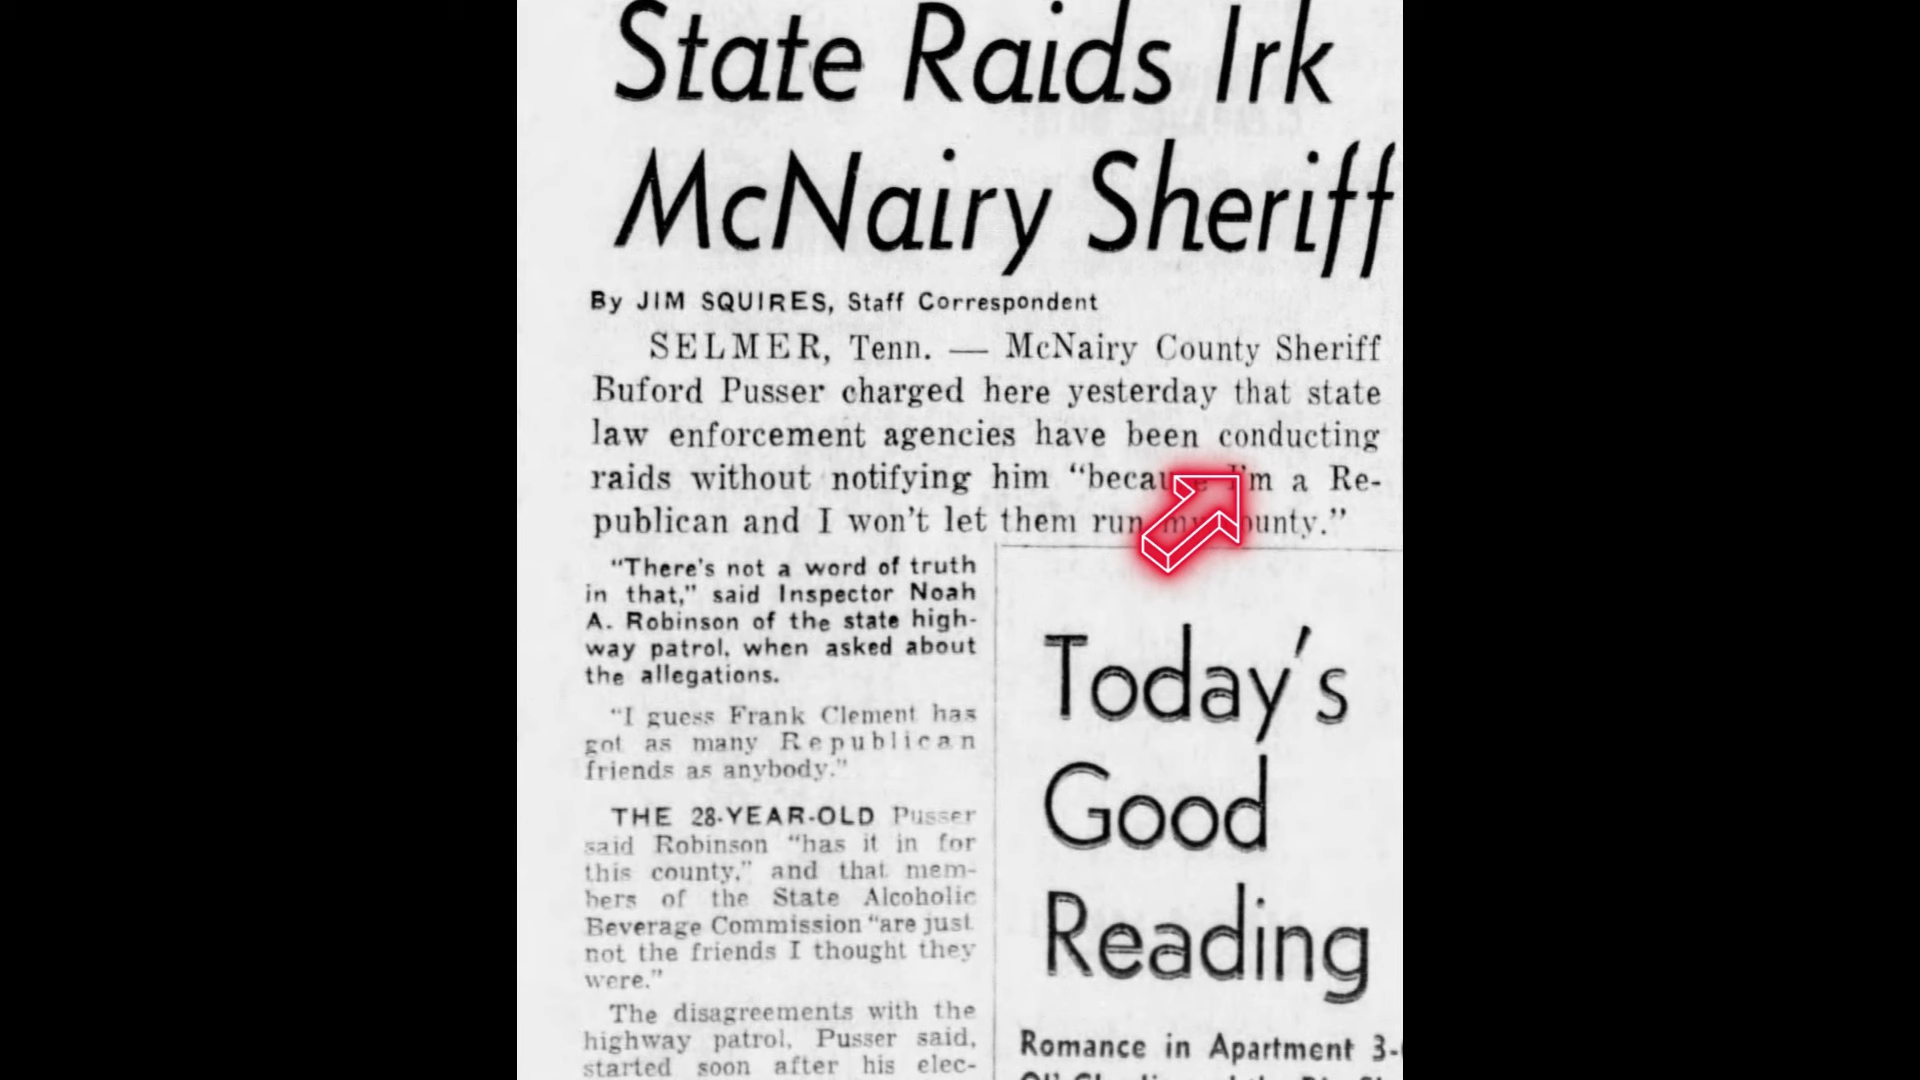 State Raids Irk
McNairy Sheriff
By JIM SQUIRES, Staff Correspondent
SELMER, Tenn. — McNairy County Sheriff
Buford Pusser charged here yesterday that state
law enforcement agencies have been conducting
raids without notifying him “because I'm a Re-
publican and I won't let them run my county.”
“There's not a word of truth
in that,” said Inspector Noah
A. Robinson of the state high-
way patrol, when asked about
the allegations.
“I guess Frank Clement has
got as many Republican
friends as anybody.”
THE 28-YEAR-OLD Pusser
said Robinson “has it in for
this county,” and that mem-
bers of the State Alcoholic
Beverage Commission “are just
not the friends I thought they
were.”
The disagreements with the
highway patrol, Pusser said,
started soon after his elec-
Today's
Good
Reading
Romance in Apartment 3-